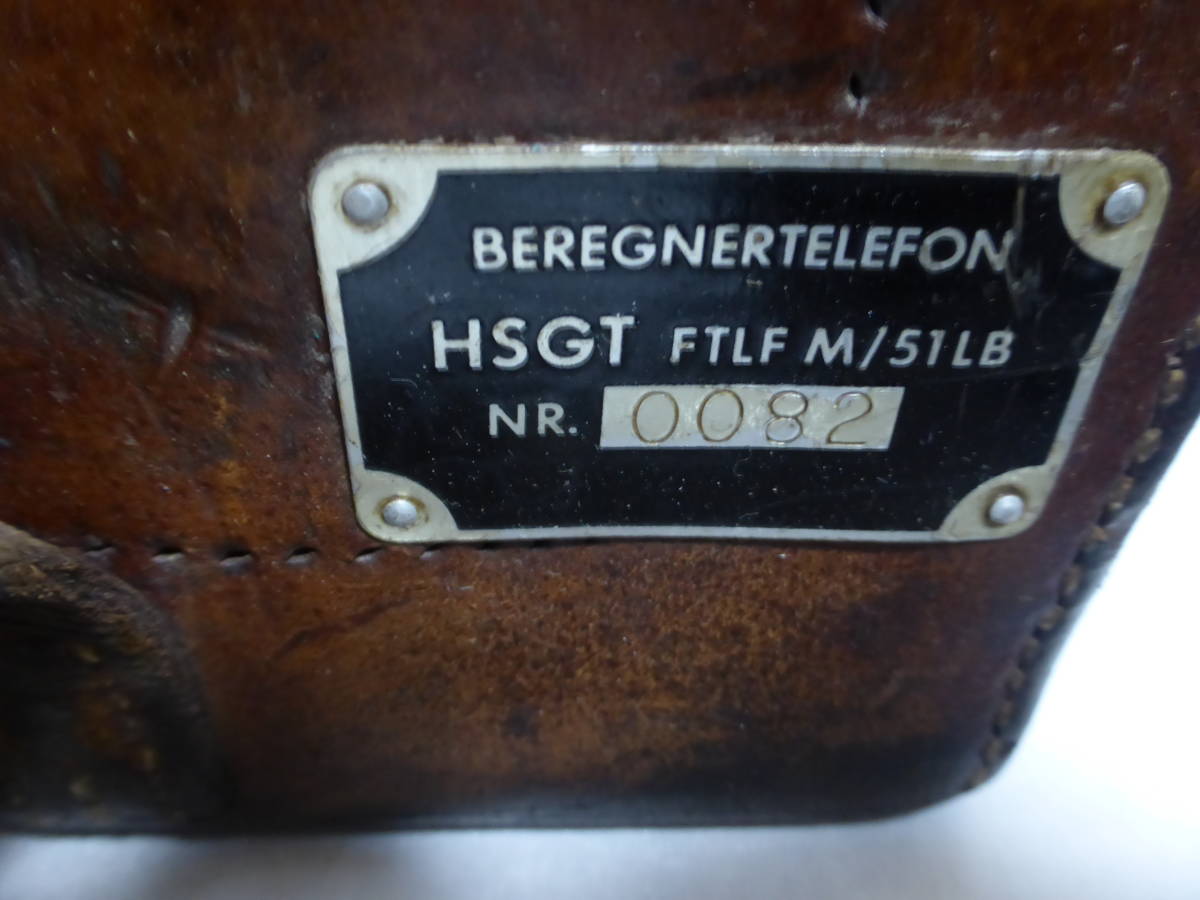 BEREGNERTELEFON
HSGT FTLF M/51LB
NR. 0082